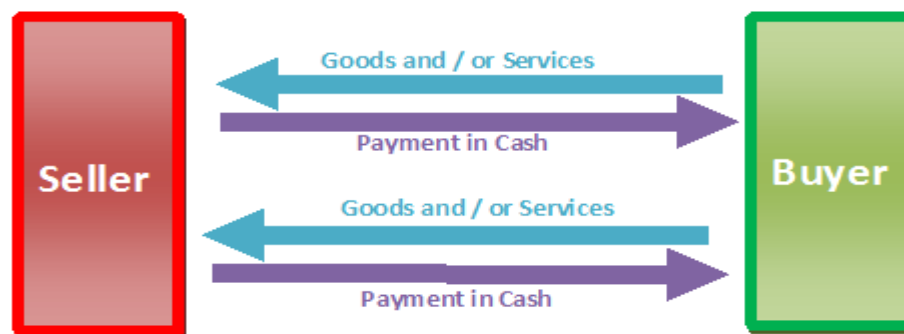 Goods and / or Services
Payment in Cash
Seller
Buyer
Goods and / or Services
Payment in Cash